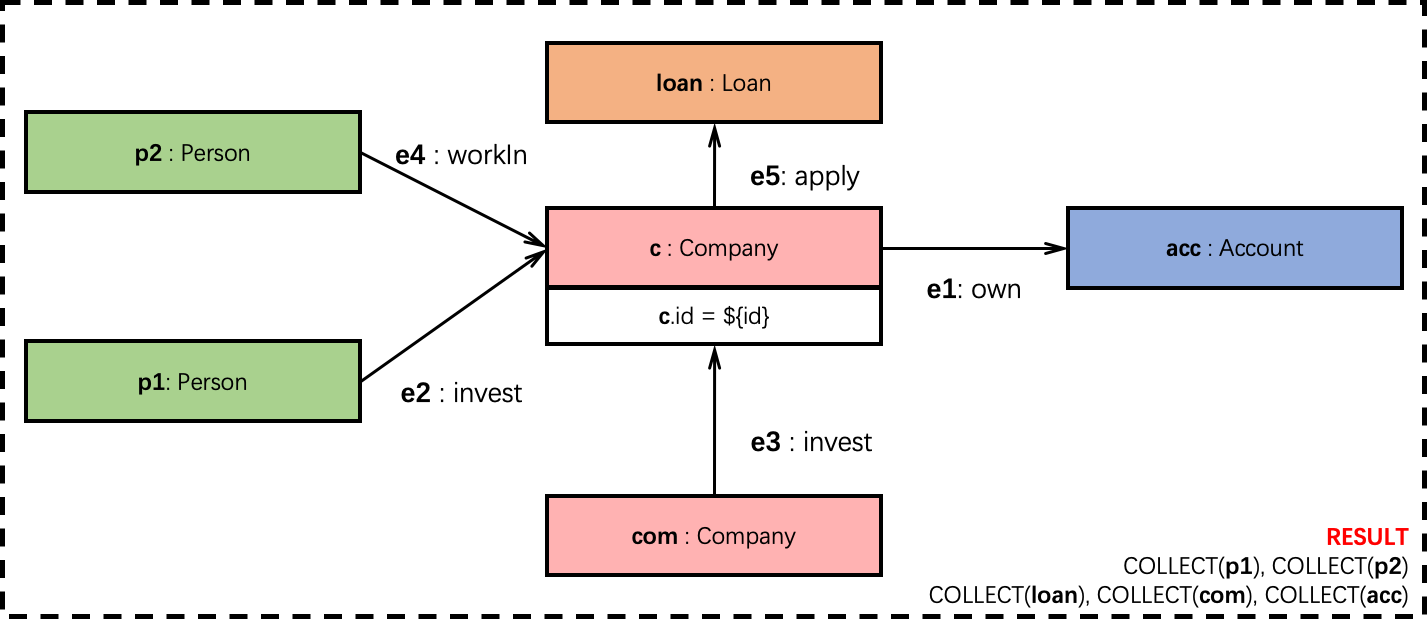 loan : Loan
p2 : Person
e4 : workIn
e5: apply
c : Company
acc : Account
e1: own
c.id = ${id}
p1: Person
e2 : invest
e3 : invest
com : Company
RESULT
COLLECT(p1), COLLECT(p2)
COLLECT(loan), COLLECT(com), COLLECT(acc)